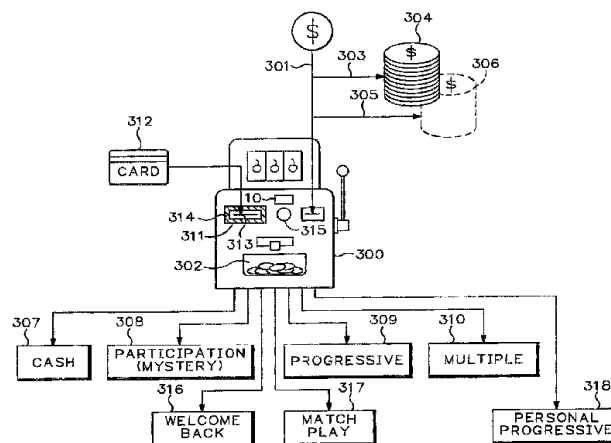 $
304
301
303
$
306
$
305
312
CARD
10
314
315
311
313
302
300
307
308
309
310
CASH
PARTICIPATION
(MYSTERY)
PROGRESSIVE
MULTIPLE
316
317
318
WELCOME
BACK
MATCH
PLAY
PERSONAL
PROGRESSIVE